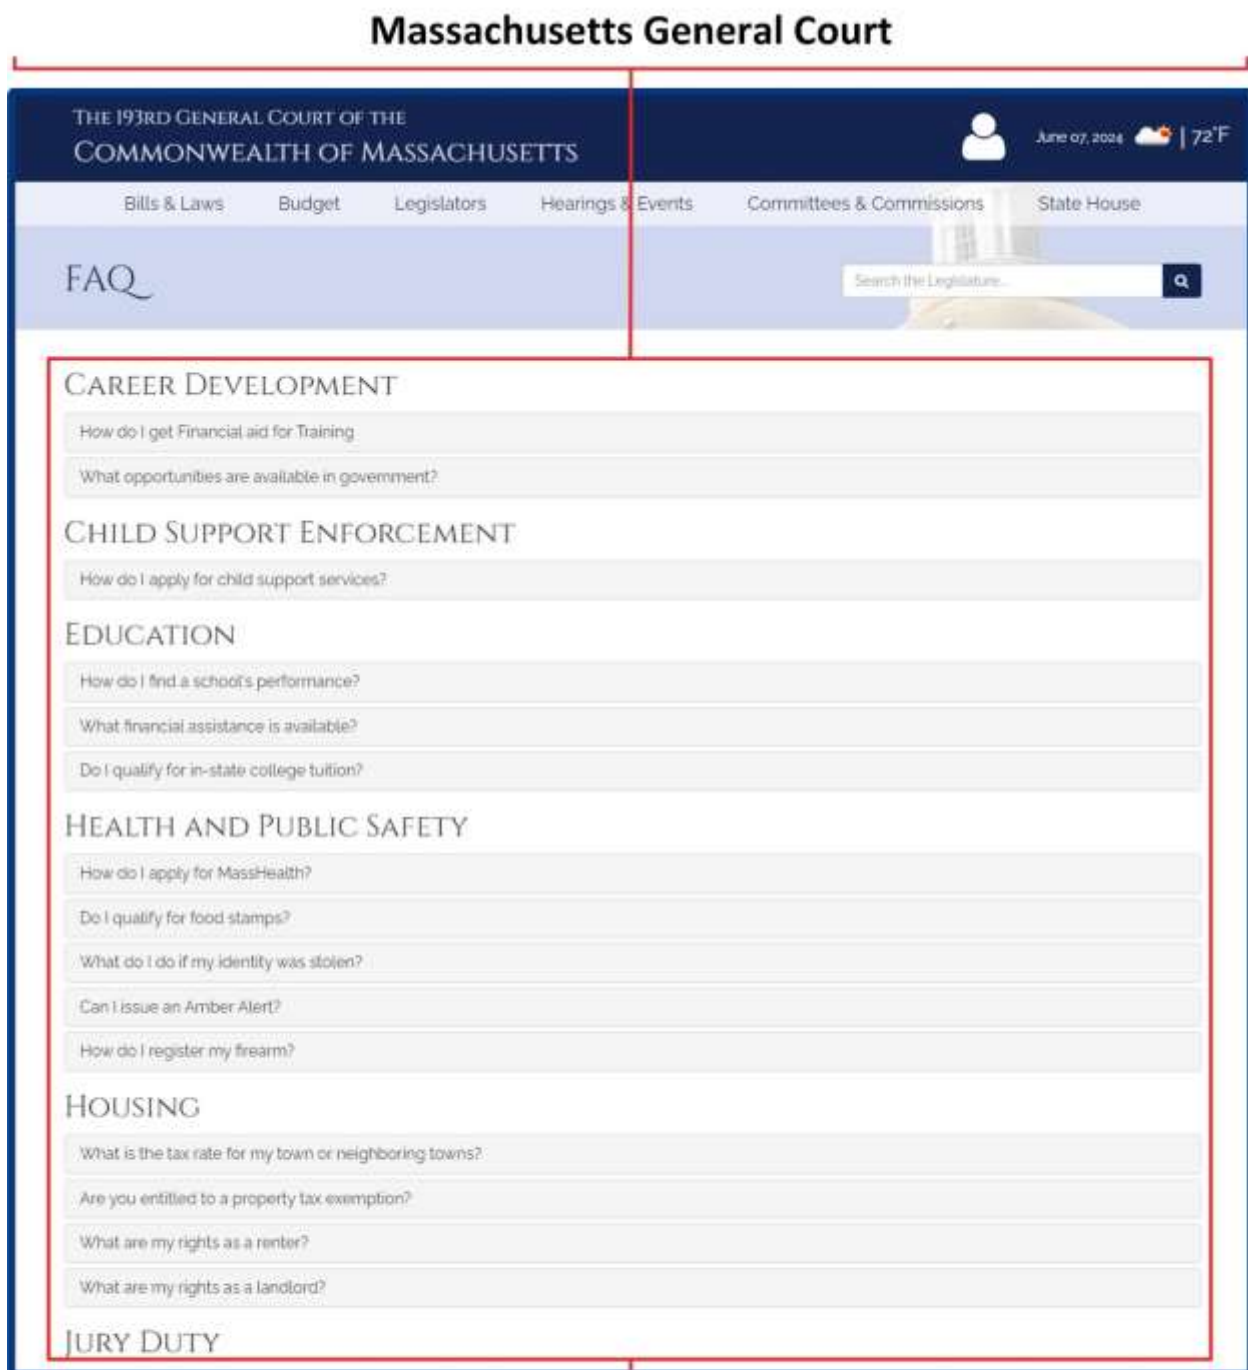 Massachusetts General Court
The 193rd General Court of the
Commonwealth of Massachusetts
June 07, 2024 | 72°F
Bills & Laws Budget Legislators Hearings & Events Committees & Commissions State House
FAQ
Search the Legislature...
Career Development
How do I get Financial aid for Training
What opportunities are available in government?
Child Support Enforcement
How do I apply for child support services?
Education
How do I find a school's performance?
What financial assistance is available?
Do I qualify for in-state college tuition?
Health and Public Safety
How do I apply for MassHealth?
Do I qualify for food stamps?
What do I do if my identity was stolen?
Can I issue an Amber Alert?
How do I register my firearm?
Housing
What is the tax rate for my town or neighboring towns?
Are you entitled to a property tax exemption?
What are my rights as a renter?
What are my rights as a landlord?
Jury Duty